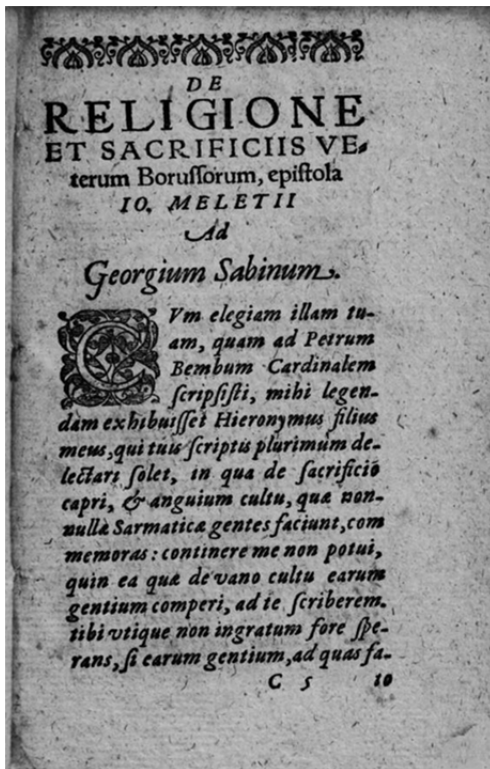 DE
RELIGIONE
ET SACRIFICIIS VE-
terum Borussorum, epistola
IO. MELETII
Ad
Georgium Sabinum.
CVm elegiam illam tu-
am, quam ad Petrum
Bembum Cardinalem
scripsisti, mihi legen-
dam exhibuisset Hieronymus filius
meus, qui tuis scriptis plurimum de-
lectari solet, in qua de sacrificio
capri, & anguium cultu, quæ non-
nullæ Sarmaticæ gentes faciunt, com
memoras: continere me non potui,
quin ea quæ de vano cultu earum
gentium comperi, ad te scriberem.
tibi vtique non ingratum fore spe-
rans, si earum gentium, ad quas fa-
C 5 to